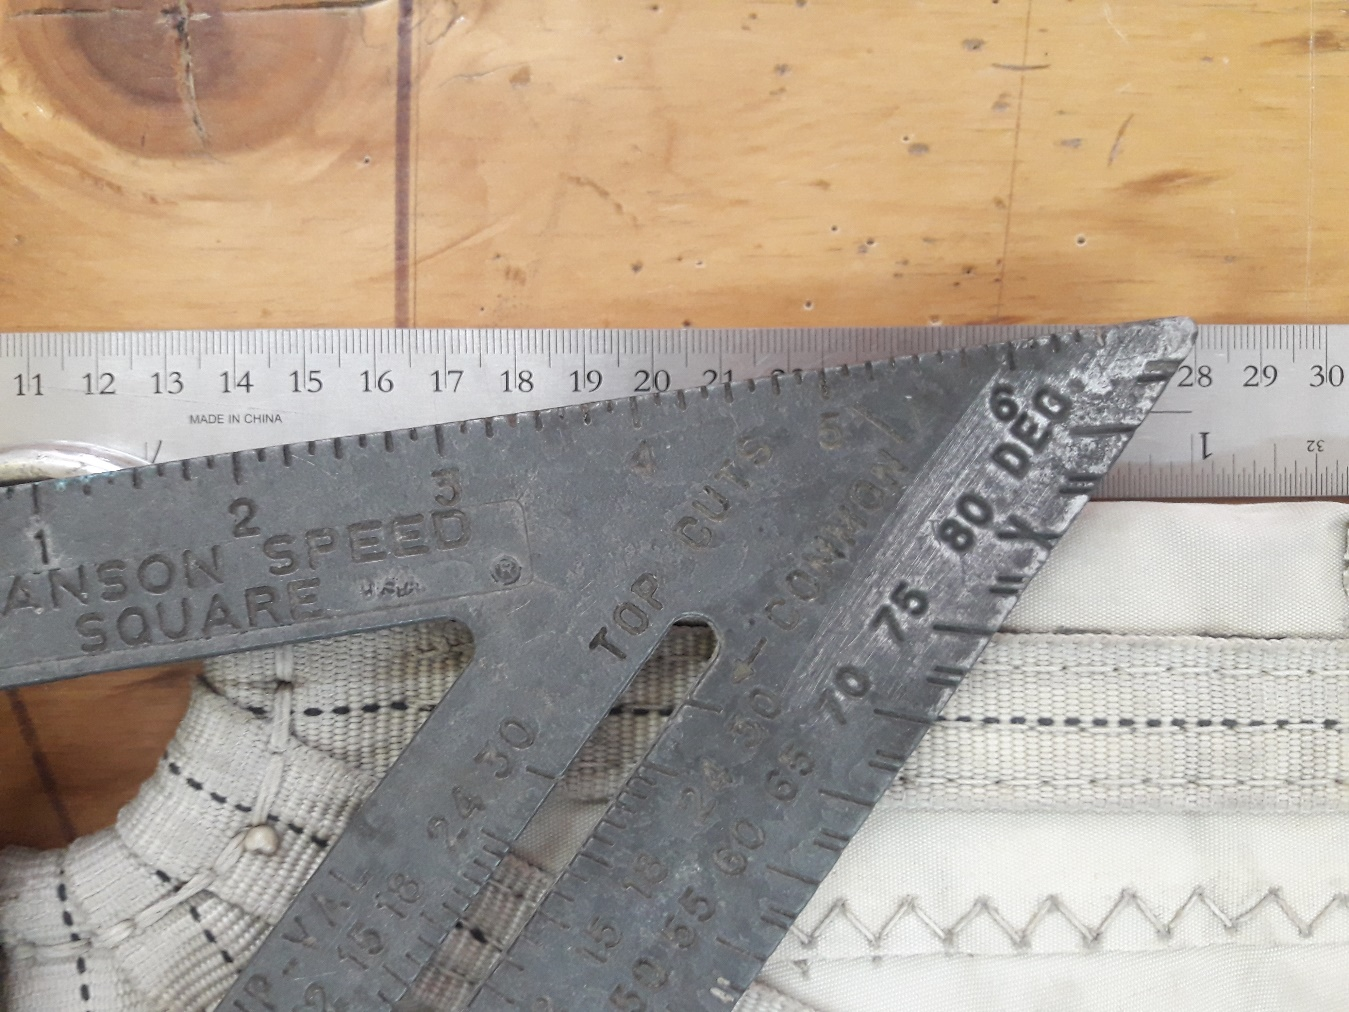 11 12 13 14 15 16 17 18 19 20 21 28 29 30
MADE IN CHINA
1 32
1 2 3 4 5 6
ANSON SPEED
SQUARE
TOP CUTS
COMMON
80 DEG.
75
70
65
60
55
50
30
24
18
15
30
24
18
15